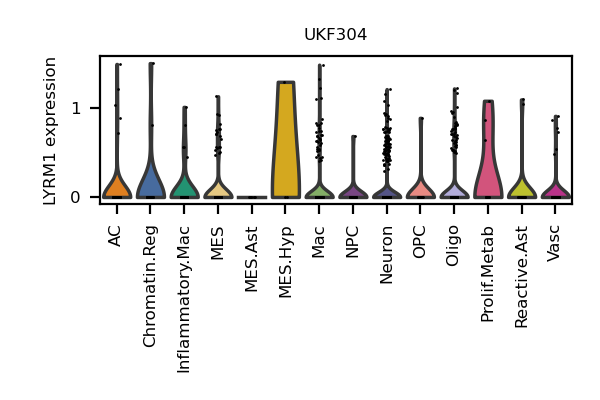 UKF304
LYRM1 expression
1
0
AC
Chromatin.Reg
Inflammatory.Mac
MES
MES.Ast
MES.Hyp
Mac
NPC
Neuron
OPC
Oligo
Prolif.Metab
Reactive.Ast
Vasc